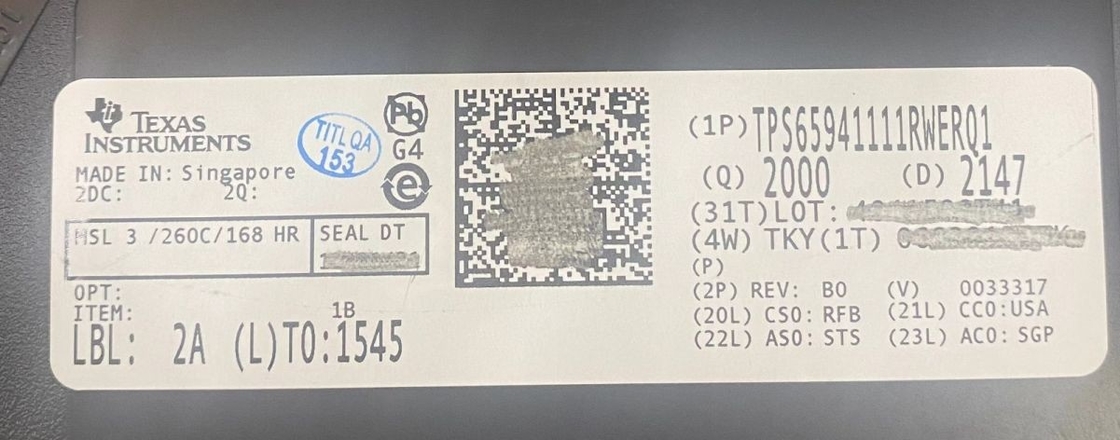 TEXAS
INSTRUMENTS
MADE IN: Singapore
2DC: 2Q:
TITL QA
153
Pb
G4
e
MSL 3 /260C/168 HR
SEAL DT
OPT:
ITEM: 1B
LBL: 2A (L)TO:1545
(1P)TPS65941111RWERQ1
(Q) 2000 (D) 2147
(31T)LOT:
(4W) TKY(1T)
(P)
(2P) REV: B0 (V) 0033317
(20L) CSO: RFB (21L) CCO:USA
(22L) ASO: STS (23L) ACO: SGP